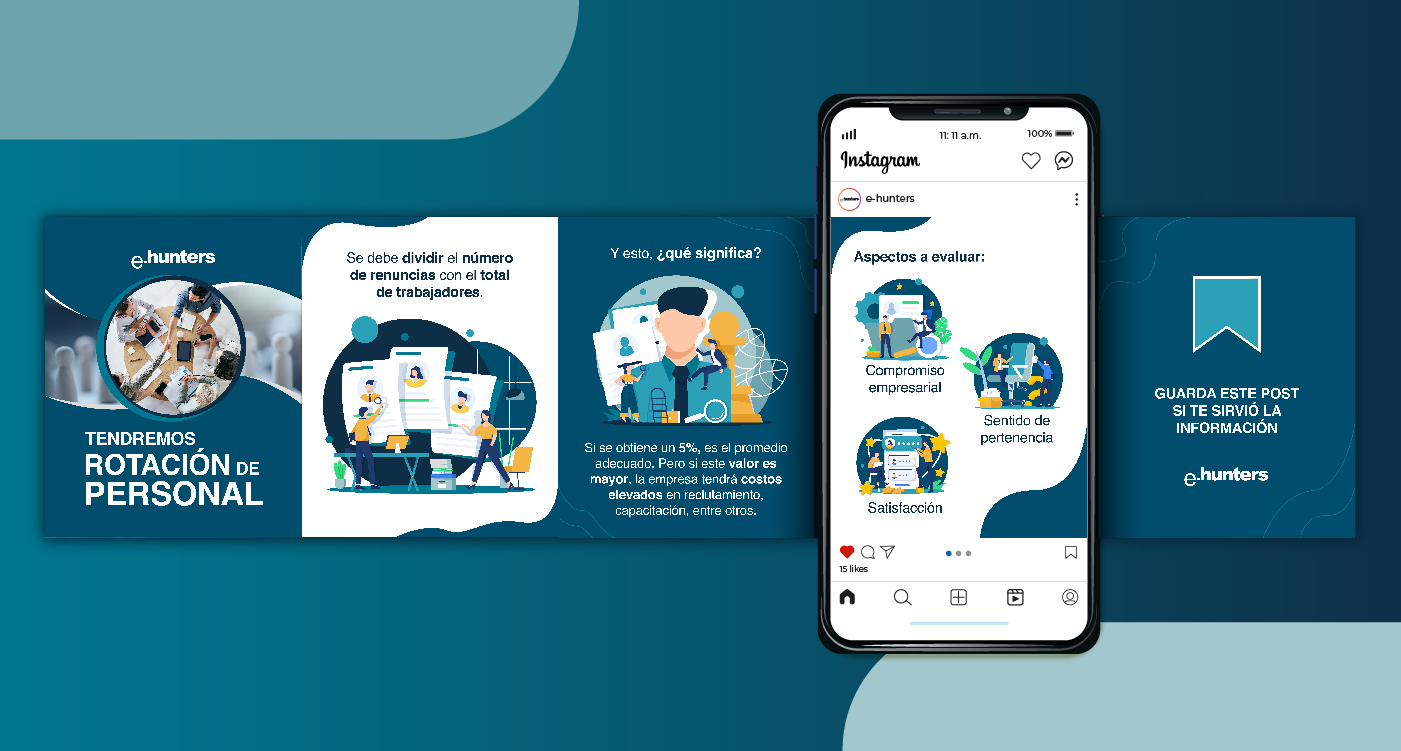 e.hunters
TENDREMOS
ROTACIÓN DE
PERSONAL
Se debe dividir el número
de renuncias con el total
de trabajadores.
Y esto, ¿qué significa?
Si se obtiene un 5%, es el promedio
adecuado. Pero si este valor es
mayor, la empresa tendrá costos
elevados en reclutamiento,
capacitación, entre otros.
11: 11 a.m.
100%
Instagram
e-hunters
Aspectos a evaluar:
Compromiso
empresarial
Sentido de
pertenencia
Satisfacción
15 likes
GUARDA ESTE POST
SI TE SIRVIÓ LA
INFORMACIÓN
e.hunters